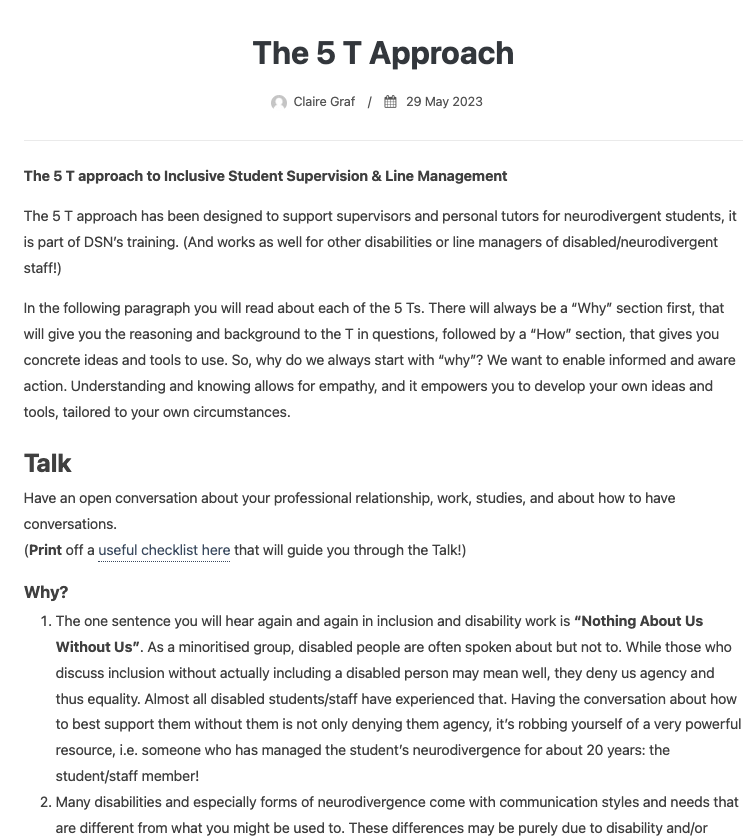 The 5 T Approach
Claire Graf / 29 May 2023
The 5 T approach to Inclusive Student Supervision & Line Management
The 5 T approach has been designed to support supervisors and personal tutors for neurodivergent students, it
is part of DSN's training. (And works as well for other disabilities or line managers of disabled/neurodivergent
staff!)
In the following paragraph you will read about each of the 5 Ts. There will always be a “Why” section first, that
will give you the reasoning and background to the T in questions, followed by a “How” section, that gives you
concrete ideas and tools to use. So, why do we always start with “why”? We want to enable informed and aware
action. Understanding and knowing allows for empathy, and it empowers you to develop your own ideas and
tools, tailored to your own circumstances.
Talk
Have an open conversation about your professional relationship, work, studies, and about how to have
conversations.
(Print off a useful checklist here that will guide you through the Talk!)
Why?
1. The one sentence you will hear again and again in inclusion and disability work is “Nothing About Us
Without Us”. As a minoritised group, disabled people are often spoken about but not to. While those who
discuss inclusion without actually including a disabled person may mean well, they deny us agency and
thus equality. Almost all disabled students/staff have experienced that. Having the conversation about how
to best support them without them is not only denying them agency, it's robbing yourself of a very powerful
resource, i.e. someone who has managed the student's neurodivergence for about 20 years: the
student/staff member!
2. Many disabilities and especially forms of neurodivergence come with communication styles and needs that
are different from what you might be used to. These differences may be purely due to disability and/or